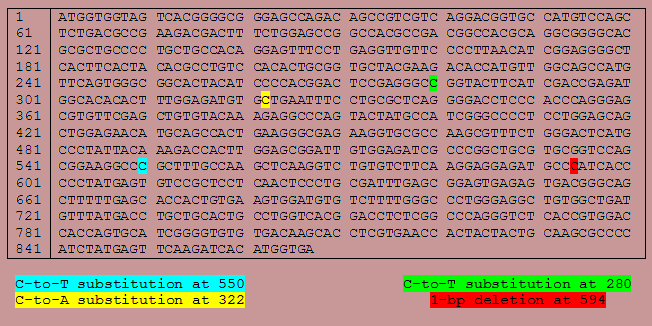 1 ATGGTGGTAG TCACGGGGCG GGAGCCAGAC AGCCGTCGTC AGGACGGTGC CATGTCCAGC
61 TCTGACGCCG AAGACGACTT TCTGGAGCCG GCCACGCCGA CGGCCACGCA GGCGGGGCAC
121 GCGCTGCCCC TGCTGCCACA GGAGTTTCCT GAGGTTGTTC CCCTTAACAT CGGAGGGGCT
181 CACTTCACTA CACGCCTGTC CACACTGCGG TGCTACGAAG ACACCATGTT GGCAGCCATG
241 TTCAGTGGGC GGCACTACAT CCCCACGGAC TCCGAGGGCC GGTACTTCAT CGACCGAGAT
301 GGCACACACT TTGGAGATGT GCTGAATTTC CTGCGCTCAG GGGACCTCCC ACCCAGGGAG
361 CGTGTTCGAG CTGTGTACAA AGAGGCCCAG TACTATGCCA TCGGGCCCCT CCTGGAGCAG
421 CTGGAGAACA TGCAGCCACT GAAGGGCGAG AAGGTGCGCC AAGCGTTTCT GGGACTCATG
481 CCCTATTACA AAGACCACTT GGAGCGGATT GTGGAGATCG CCCGGCTGCG TGCGGTCCAG
541 CGGAAGGCCC GCTTTGCCAA GCTCAAGGTC TGTGTCTTCA AGGAGGAGATG CCCATCACC
601 CCCTATGAGT GTCCGCTCCT CAACTCCCTG CGATTTGAGC GGAGTGAGAG TGACGGGCAG
661 CTTTTTGAGC ACCACTGTGA AGTGGATGTG TCTTTTGGGC CCTGGGAGGC TGTGGCTGAT
721 GTTTATGACC TGCTGCACTG CCTGGTCACG GACCTCTCGG CCCAGGGTCT CACCGTGGAC
781 CACCAGTGCA TCGGGGTGTG TGACAAGCAC CTCGTGAACC ACTACTACTG CAAGCGCCCC
841 ATCTATGAGT TCAAGATCAC ATGGTGA
C-to-T substitution at 550 C-to-T substitution at 280
C-to-A substitution at 322 1-bp deletion at 594